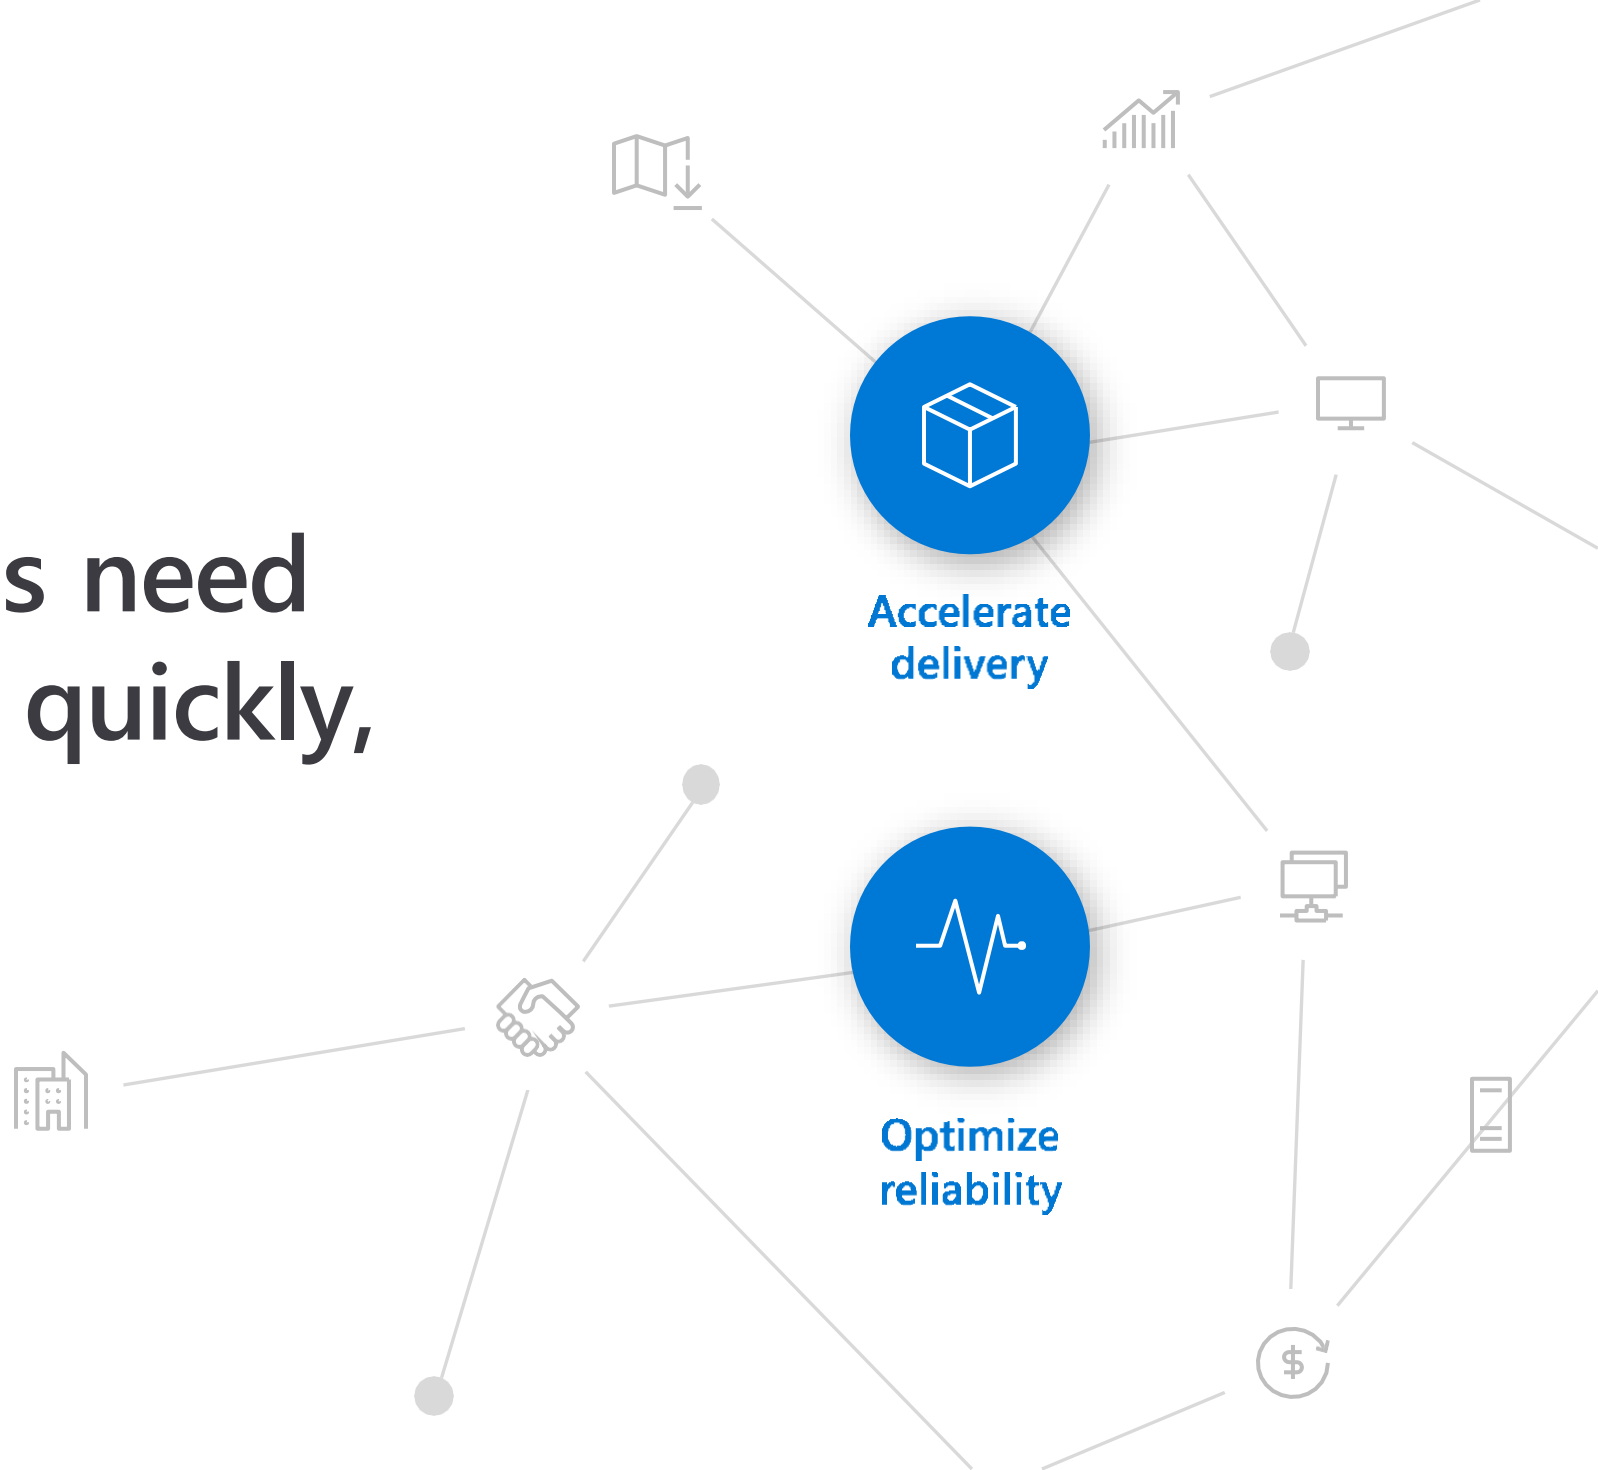 s need
quickly,
Accelerate
delivery
Optimize
reliability
$